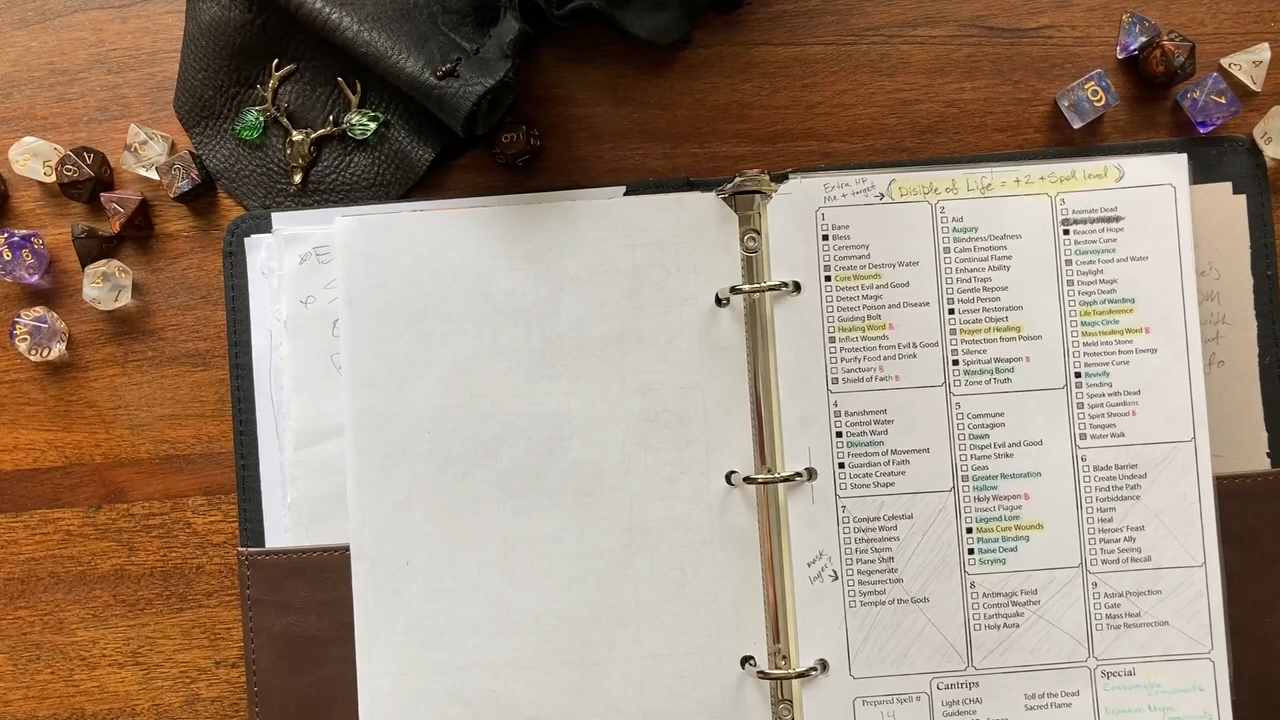 Extra HP
Me + target
Disible of Life = +2 + Spell level
1
Bane
Bless
Ceremony
Command
Create or Destroy Water
Cure Wounds
Detect Evil and Good
Detect Magic
Detect Poison and Disease
Guiding Bolt
Healing Word B
Inflict Wounds
Protection from Evil & Good
Purify Food and Drink
Sanctuary B
Shield of Faith B
2
Aid
Augury
Blindness/Deafness
Calm Emotions
Continual Flame
Enhance Ability
Find Traps
Gentle Repose
Hold Person
Lesser Restoration
Locate Object
Prayer of Healing
Protection from Poison
Silence
Spiritual Weapon B
Warding Bond
Zone of Truth
3
Animate Dead
Beacon of Hope
Bestow Curse
Clairvoyance
Create Food and Water
Daylight
Dispel Magic
Feign Death
Glyph of Warding
Life Transference
Magic Circle
Mass Healing Word B
Meld into Stone
Protection from Energy
Remove Curse
Revivify
Sending
Speak with Dead
Spirit Guardians
Spirit Shroud B
Tongues
Water Walk
4
Banishment
Control Water
Death Ward
Divination
Freedom of Movement
Guardian of Faith
Locate Creature
Stone Shape
5
Commune
Contagion
Dawn
Dispel Evil and Good
Flame Strike
Geas
Greater Restoration
Hallow
Holy Weapon B
Insect Plague
Legend Lore
Mass Cure Wounds
Planar Binding
Raise Dead
Scrying
6
Blade Barrier
Create Undead
Find the Path
Forbiddance
Harm
Heal
Heroes' Feast
Planar Ally
True Seeing
Word of Recall
mask
layer?
7
Conjure Celestial
Divine Word
Etherealness
Fire Storm
Plane Shift
Regenerate
Resurrection
Symbol
Temple of the Gods
8
Antimagic Field
Control Weather
Earthquake
Holy Aura
9
Astral Projection
Gate
Mass Heal
True Resurrection
Prepared Spell #
14
Cantrips
Light (CHA)
Guidance
Toll of the Dead
Sacred Flame
Special
Consumable
Components